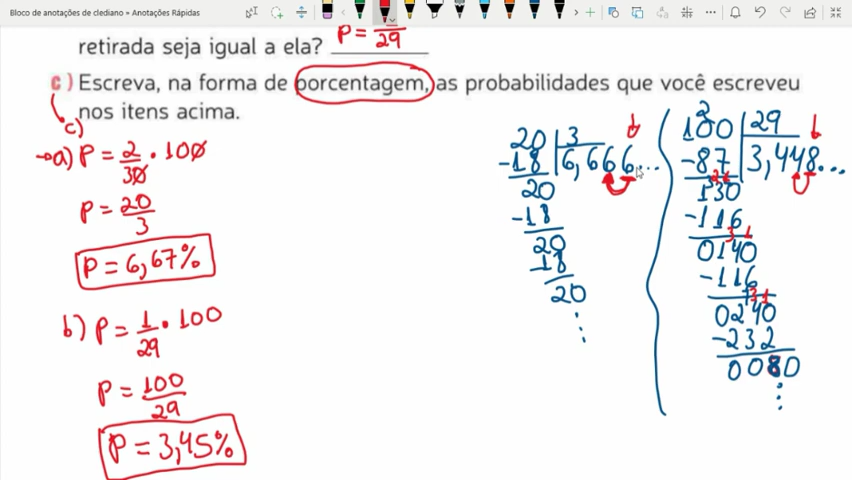 Bloco de anotações de clediano » Anotações Rápidas
retirada seja igual a ela? P = /29
c) Escreva, na forma de porcentagem, as probabilidades que você escreveu
nos itens acima.
c)
a) P = 2/30 · 100
P = 20/3
P = 6,67%
b) P = 1/29 · 100
P = 100/29
P = 3,45%
20 | 3
-18 6,666...
20
-18
20
18
20
⋮
2
100 | 29
-87 3,448...
130
-116
0140
-116
0240
-232
0080
⋮